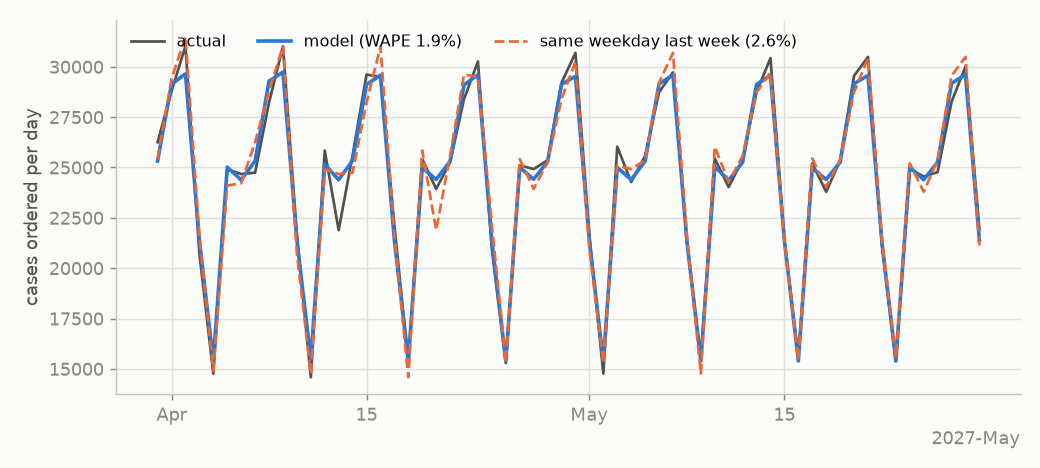 actual
model (WAPE 1.9%)
same weekday last week (2.6%)
cases ordered per day
30000
27500
25000
22500
20000
17500
15000
Apr
15
May
15
2027-May